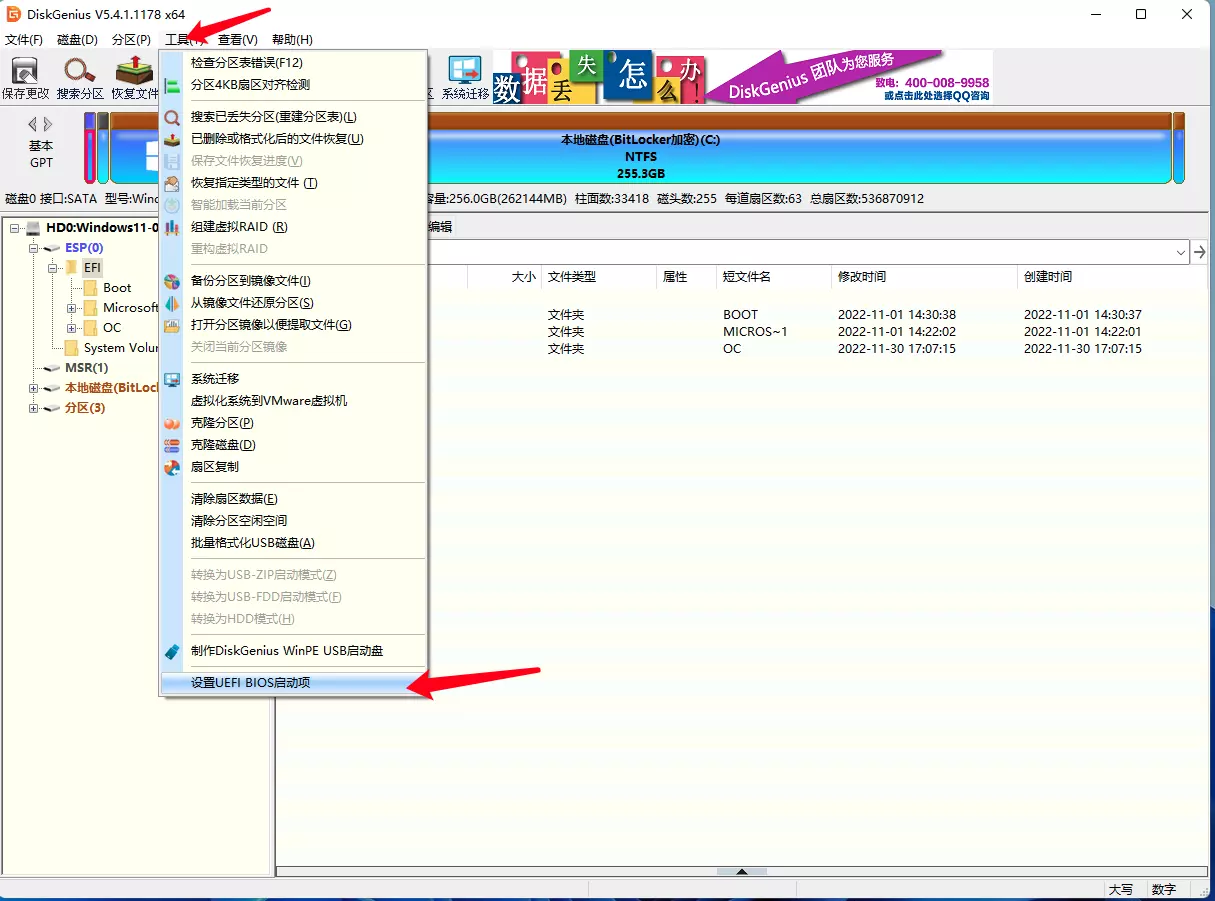 DiskGenius V5.4.1.1178 x64
文件(F) 磁盘(D) 分区(P) 工具(T) 查看(V) 帮助(H)
保存更改 搜索分区 恢复文件 区 系统迁移
数据丢失怎么办!
DiskGenius 团队为您服务
致电: 400-008-9958
或点击此处选择QQ咨询
基本
GPT
本地磁盘(BitLocker加密)(C:)
NTFS
255.3GB
磁盘0 接口:SATA 型号:Wind 容量:256.0GB(262144MB) 柱面数:33418 磁头数:255 每道扇区数:63 总扇区数:536870912
HD0:Windows11-0
ESP(0)
EFI
Boot
Microsoft
OC
System Volum
MSR(1)
本地磁盘(BitLock
分区(3)
检查分区表错误(F12)
分区4KB扇区对齐检测
搜索已丢失分区(重建分区表)(L)
已删除或格式化后的文件恢复(U)
保存文件恢复进度(V)
恢复指定类型的文件 (T)
智能加载当前分区
组建虚拟RAID (R)
重构虚拟RAID
备份分区到镜像文件(I)
从镜像文件还原分区(S)
打开分区镜像以便提取文件(G)
关闭当前分区镜像
系统迁移
虚拟化系统到VMware虚拟机
克隆分区(P)
克隆磁盘(D)
扇区复制
清除扇区数据(E)
清除分区空闲空间
批量格式化USB磁盘(A)
转换为USB-ZIP启动模式(Z)
转换为USB-FDD启动模式(F)
转换为HDD模式(H)
制作DiskGenius WinPE USB启动盘
设置UEFI BIOS启动项
编辑
大小 文件类型 属性 短文件名 修改时间 创建时间
文件夹 BOOT 2022-11-01 14:30:38 2022-11-01 14:30:37
文件夹 MICROS~1 2022-11-01 14:22:02 2022-11-01 14:22:01
文件夹 OC 2022-11-30 17:07:15 2022-11-30 17:07:15
大写 数字